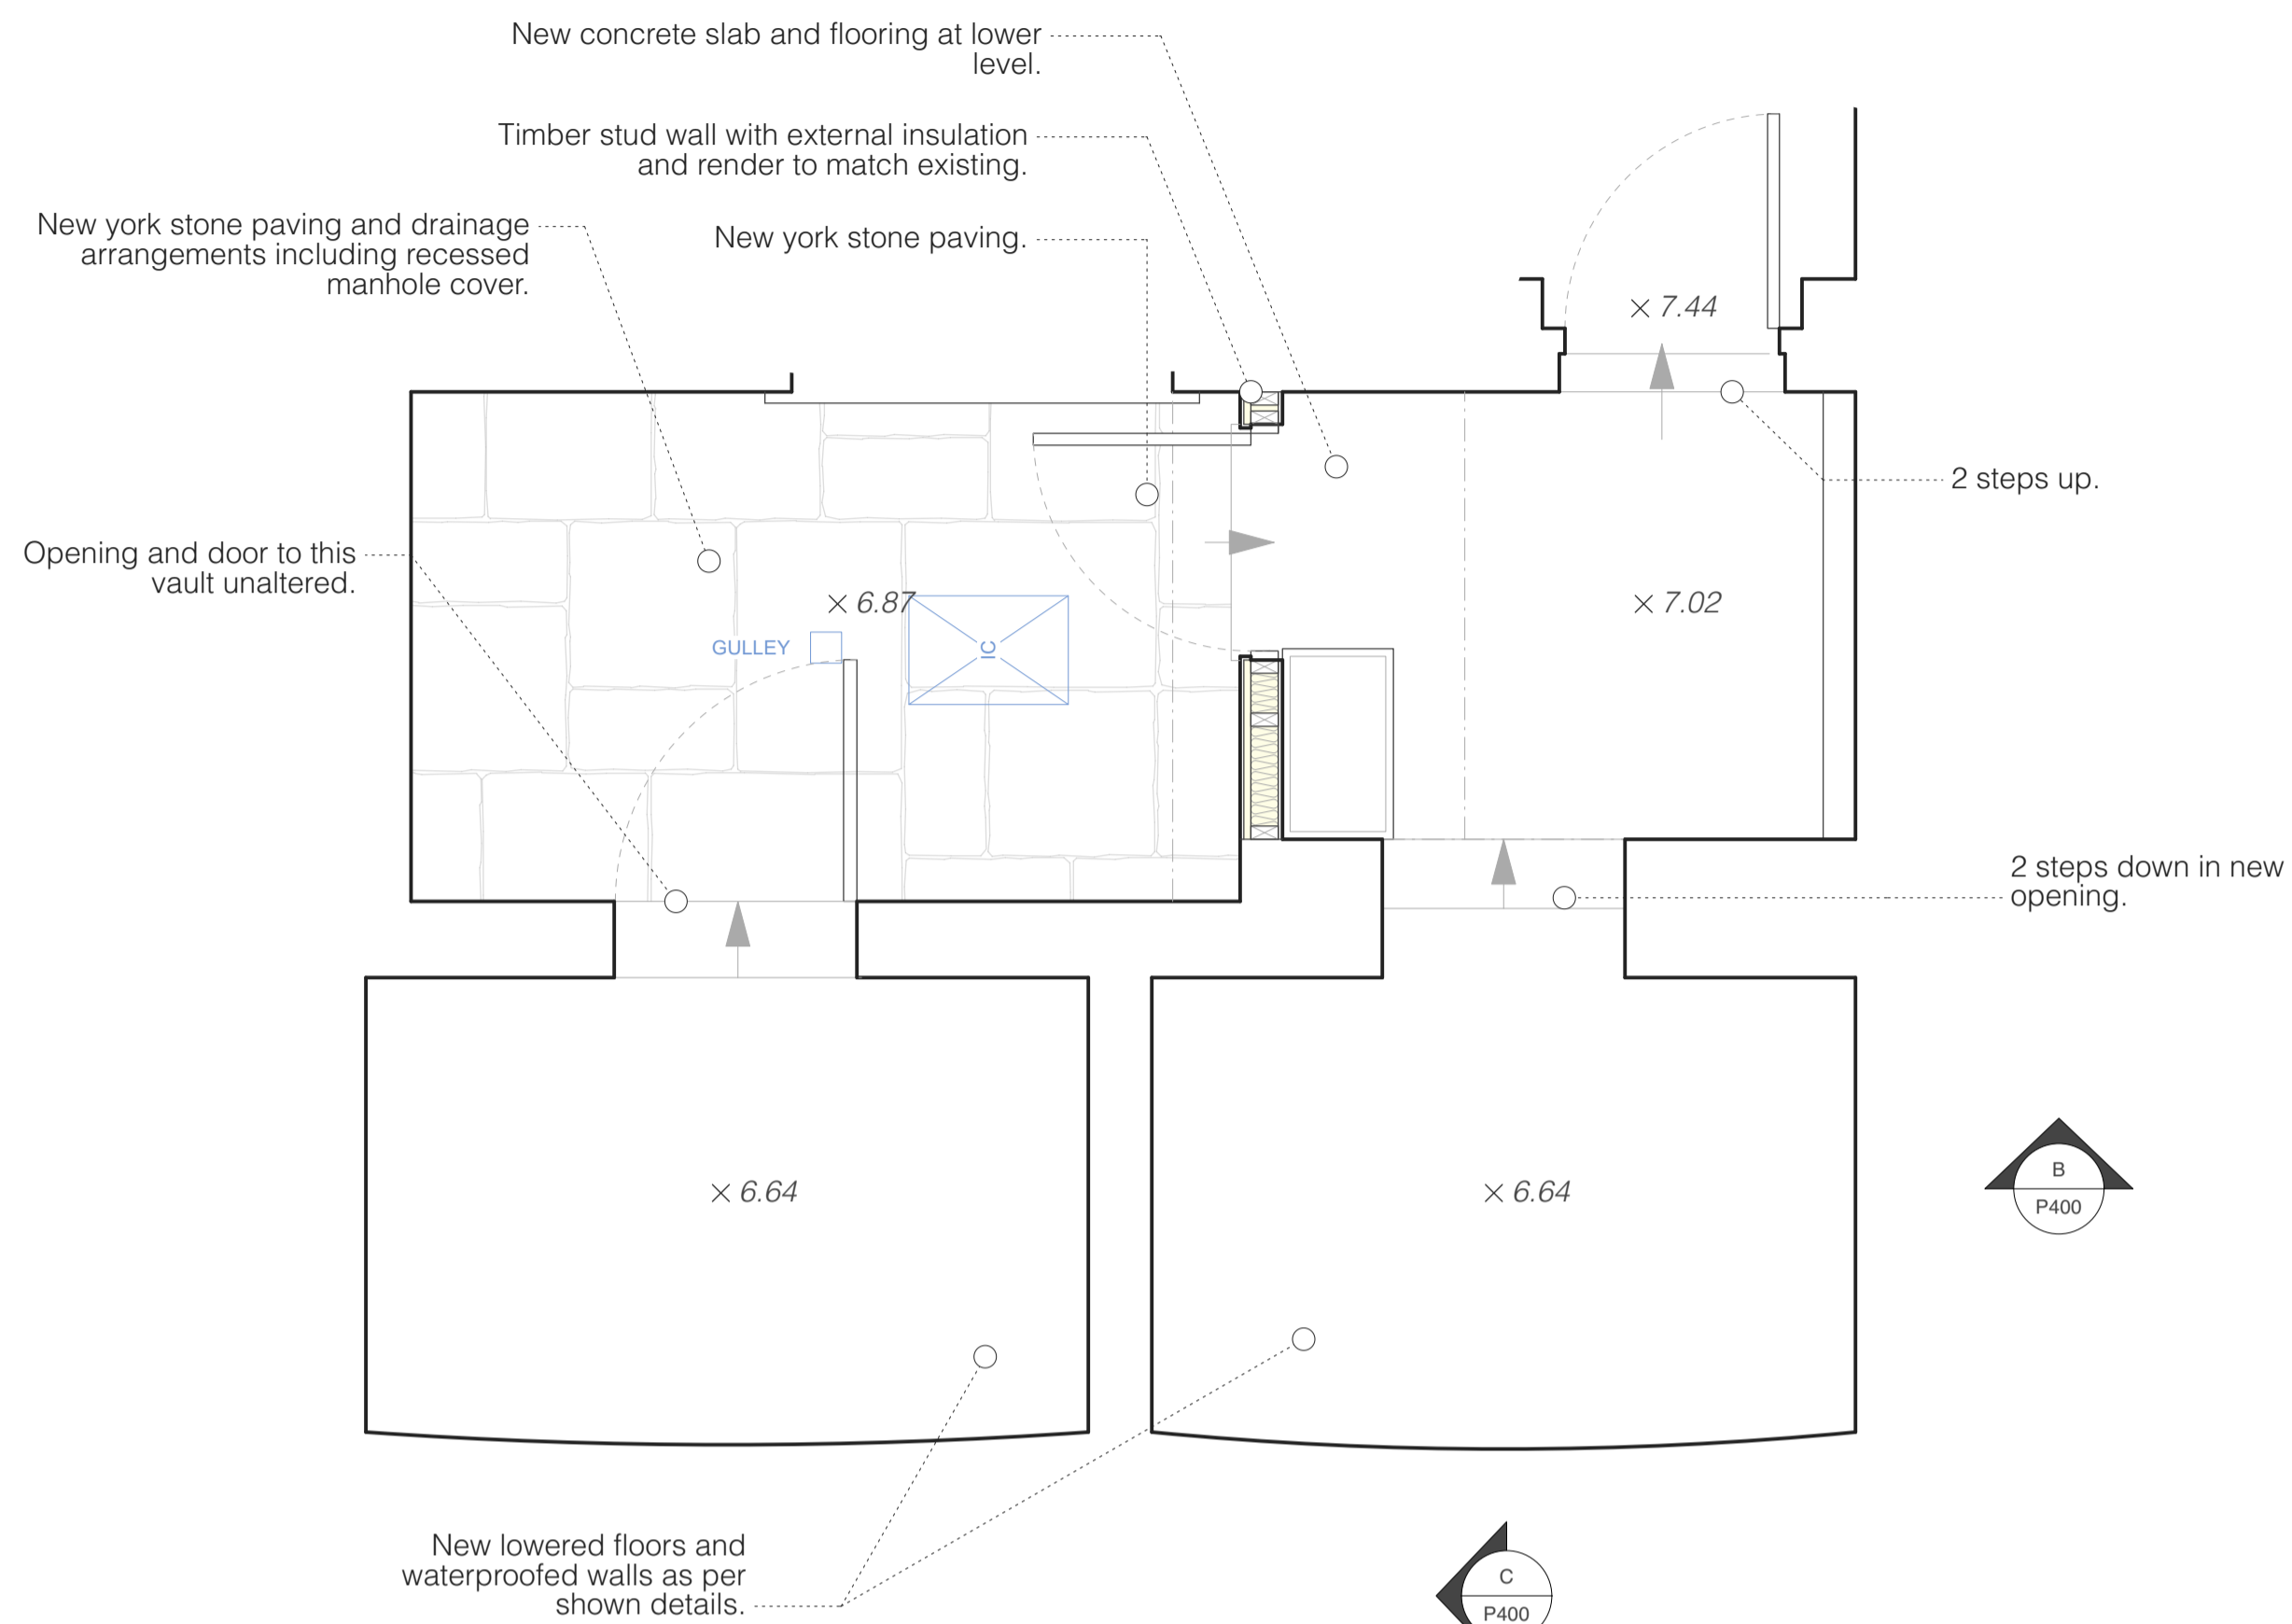 New concrete slab and flooring at lower
level.
Timber stud wall with external insulation
and render to match existing.
New york stone paving and drainage
arrangements including recessed
manhole cover.
New york stone paving.
7.44
2 steps up.
Opening and door to this
vault unaltered.
6.87
7.02
GULLEY
IC
2 steps down in new
opening.
6.64
6.64
B
P400
New lowered floors and
waterproofed walls as per
shown details.
C
P400